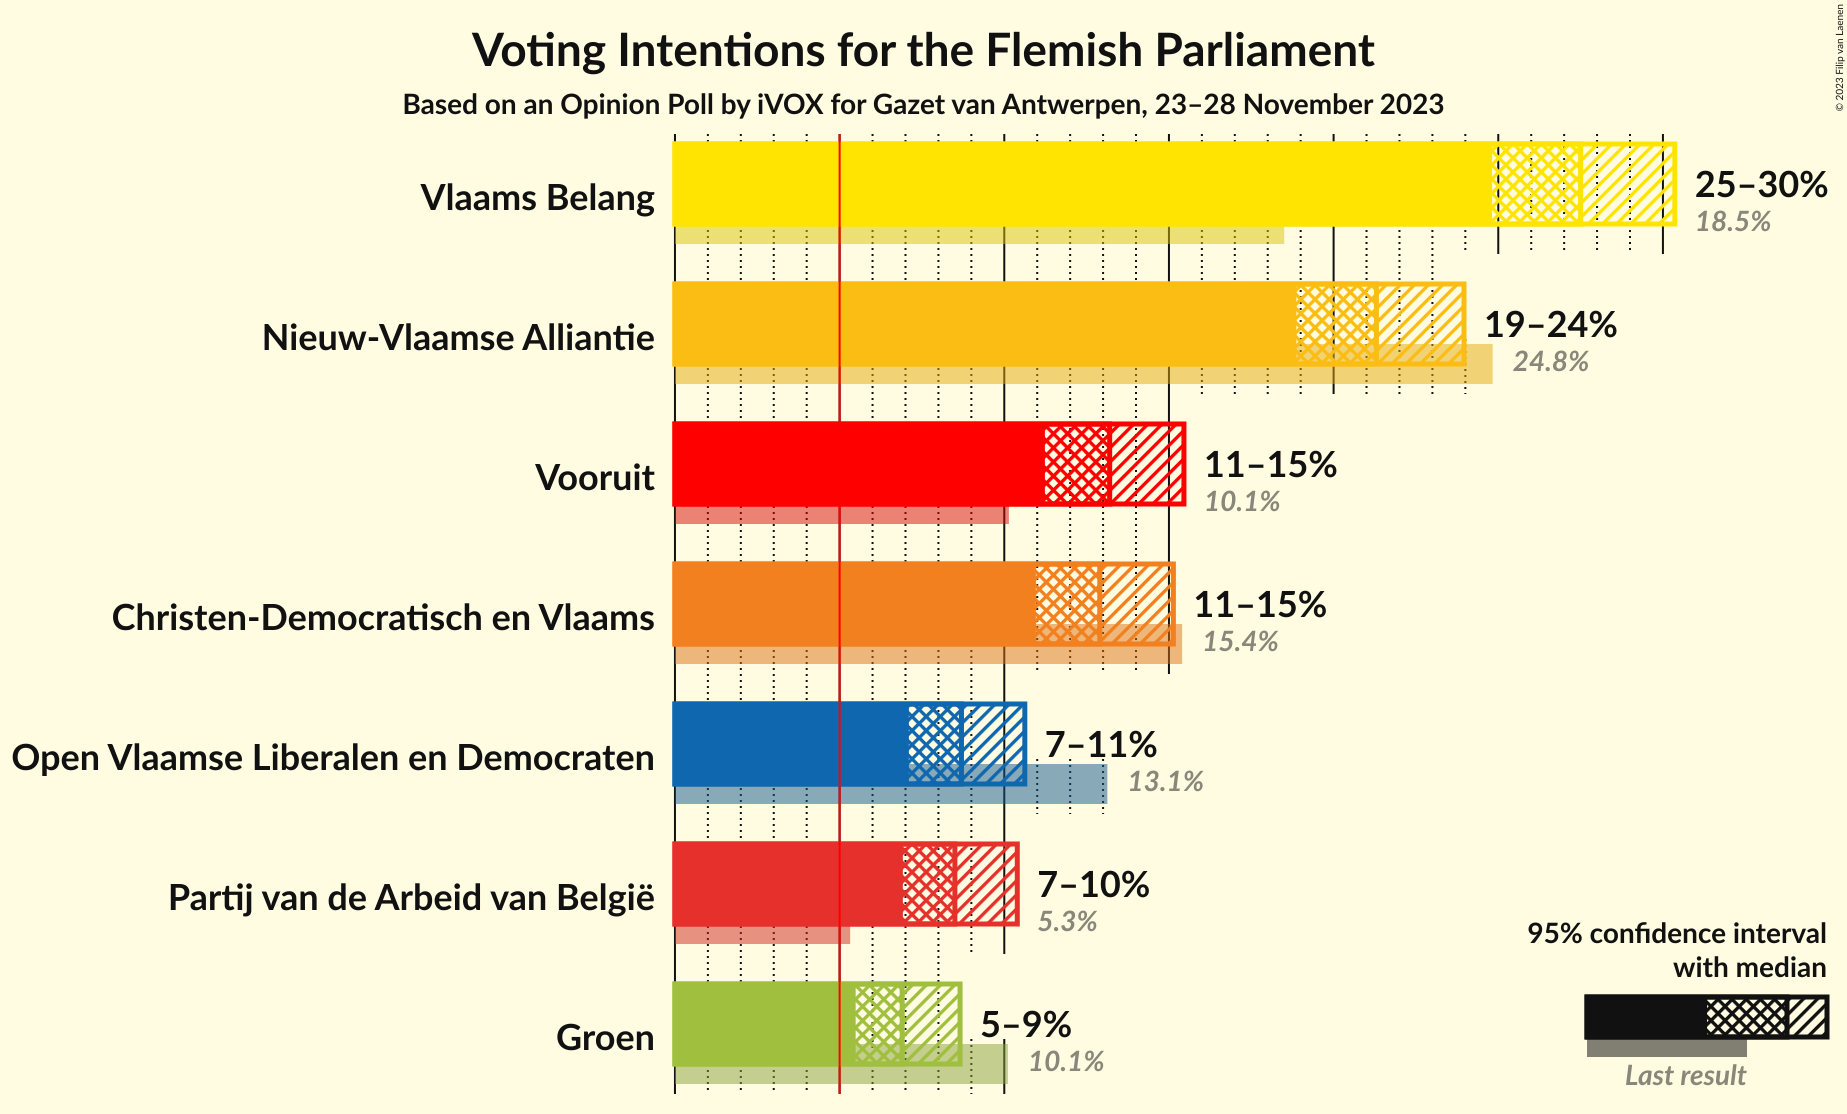 Voting Intentions for the Flemish Parliament
Based on an Opinion Poll by iVOX for Gazet van Antwerpen, 23–28 November 2023
© 2023 Filip van Laenen
Vlaams Belang
25–30%
18.5%
Nieuw-Vlaamse Alliantie
19–24%
24.8%
Vooruit
11–15%
10.1%
Christen-Democratisch en Vlaams
11–15%
15.4%
Open Vlaamse Liberalen en Democraten
7–11%
13.1%
Partij van de Arbeid van België
7–10%
5.3%
Groen
5–9%
10.1%
95% confidence interval
with median
Last result